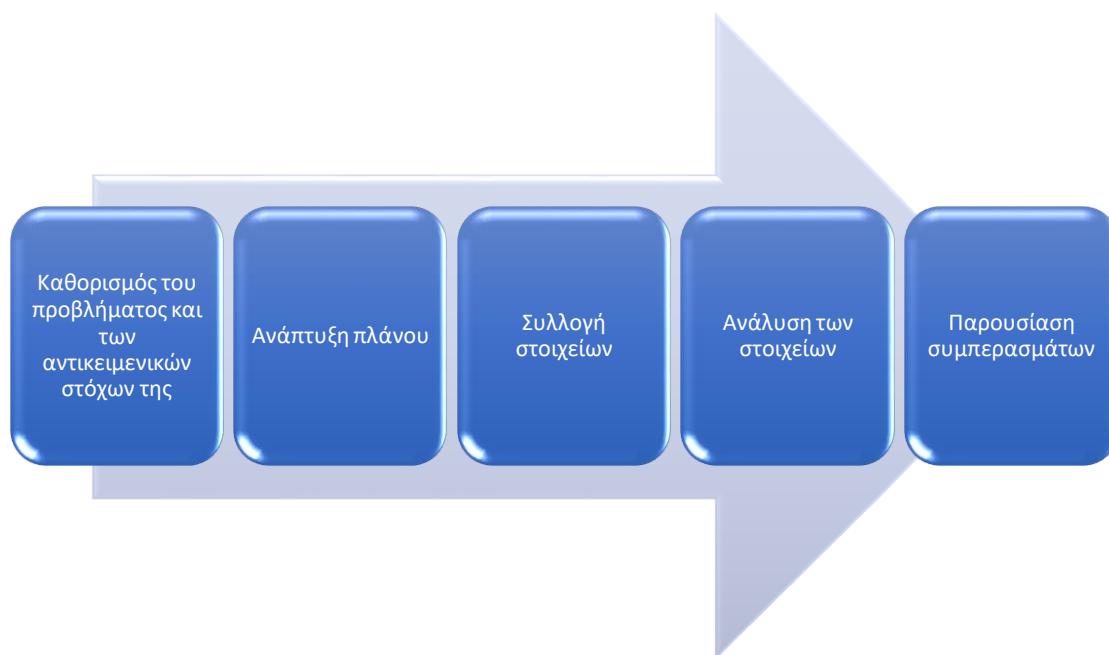 Καθορισμός του
προβλήματος και
των
αντικειμενικών
στόχων της
Ανάπτυξη πλάνου
Συλλογή
στοιχείων
Ανάλυση των
στοιχείων
Παρουσίαση
συμπερασμάτων